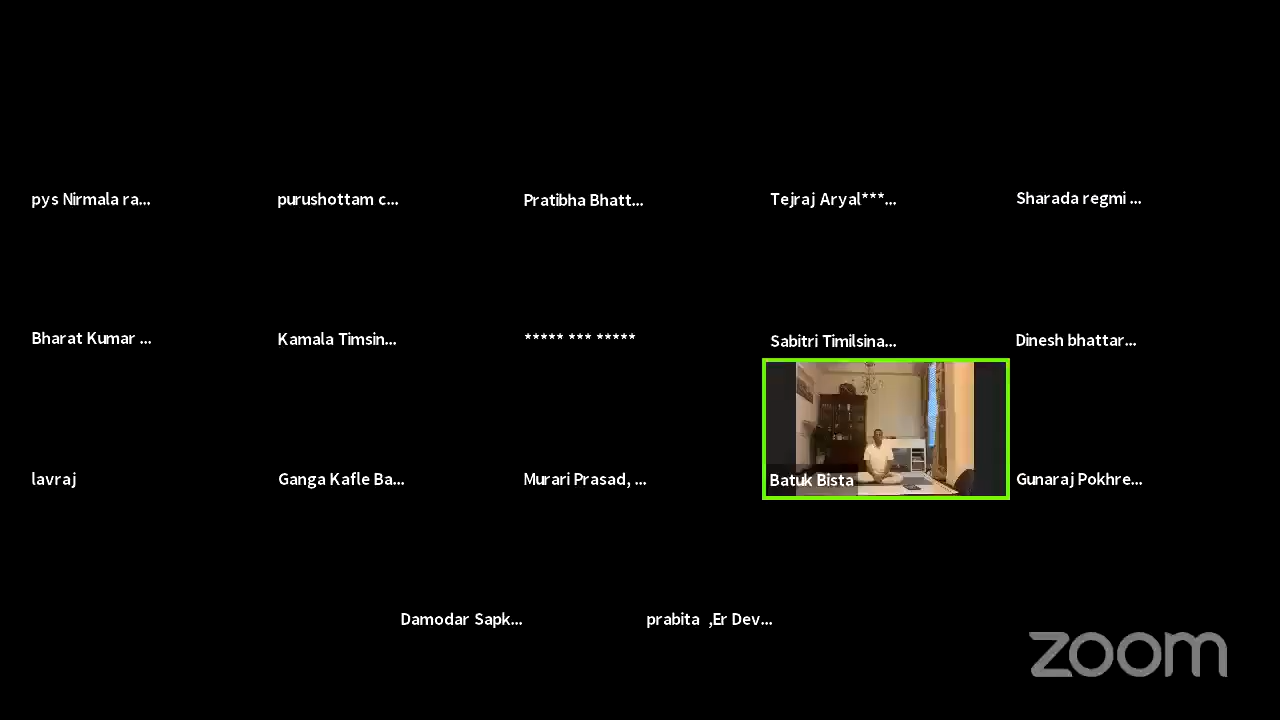 pys Nirmala ra...
purushottam c...
Pratibha Bhatt...
Tejraj Aryal***...
Sharada regmi ...
Bharat Kumar ...
Kamala Timsin...
***** *** *****
Sabitri Timilsina...
Dinesh bhattar...
lavraj
Ganga Kafle Ba...
Murari Prasad, ...
Batuk Bista
Gunaraj Pokhre...
Damodar Sapk...
prabita ,Er Dev...
zoom